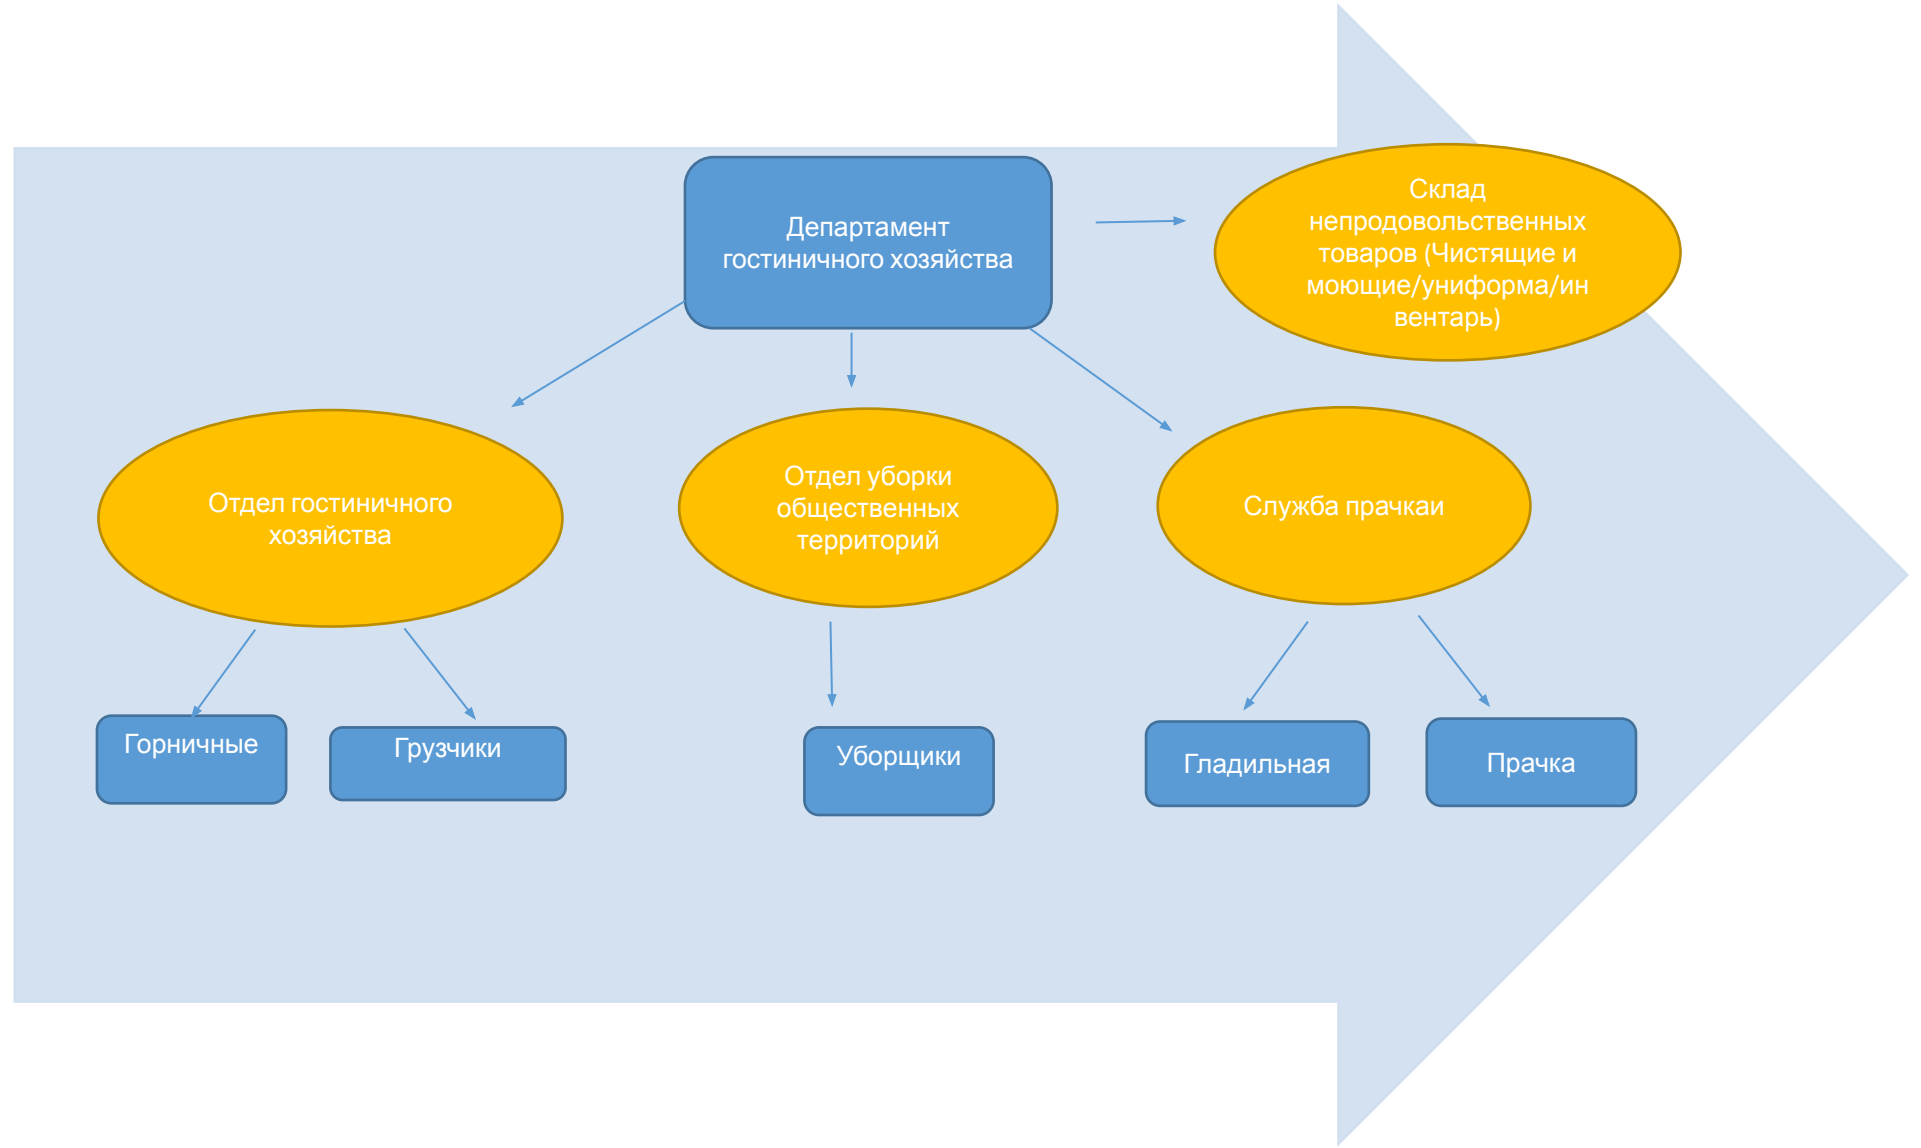 Департамент
гостиничного хозяйства
Склад
непродовольственных
товаров (Чистящие и
моющие/униформа/ин
вентарь)
Отдел гостиничного
хозяйства
Отдел уборки
общественных
территорий
Служба прачкаи
Горничные
Грузчики
Уборщики
Гладильная
Прачка